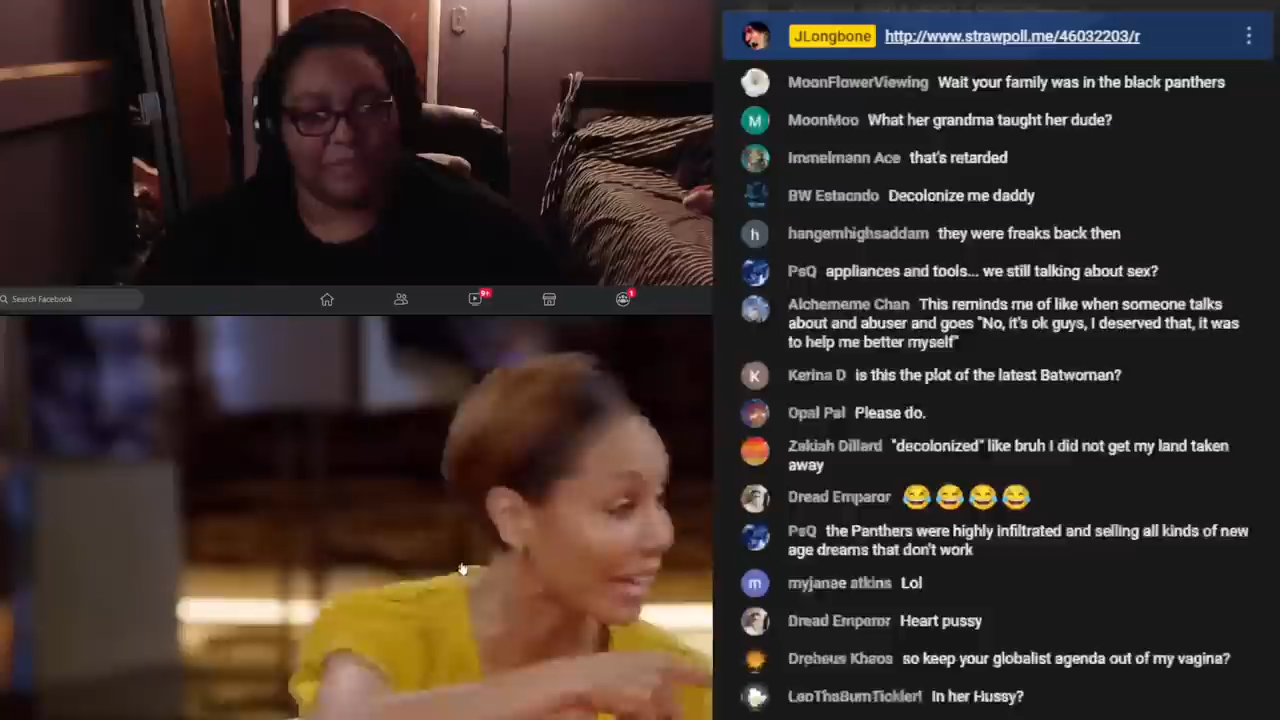 JLongbone http://www.strawpoll.me/46032203/r
MoonFlowerViewing Wait your family was in the black panthers
M MoonMoo What her grandma taught her dude?
Immelmann Ace that's retarded
BW Estacado Decolonize me daddy
h hangemhighsaddam they were freaks back then
PsQ appliances and tools... we still talking about sex?
Alchememe Chan This reminds me of like when someone talks
about and abuser and goes "No, it's ok guys, I deserved that, it was
to help me better myself"
K Kerina D is this the plot of the latest Batwoman?
Opal Pal Please do.
Zakiah Dillard "decolonized" like bruh I did not get my land taken
away
Dread Emperor 😂😂😂😂
PsQ the Panthers were highly infiltrated and selling all kinds of new
age dreams that don't work
m myjanae atkins Lol
Dread Emperor Heart pussy
Orpheus Khaos so keep your globalist agenda out of my vagina?
LeoThaBumTickler! In her Hussy?
Search Facebook
9+
1